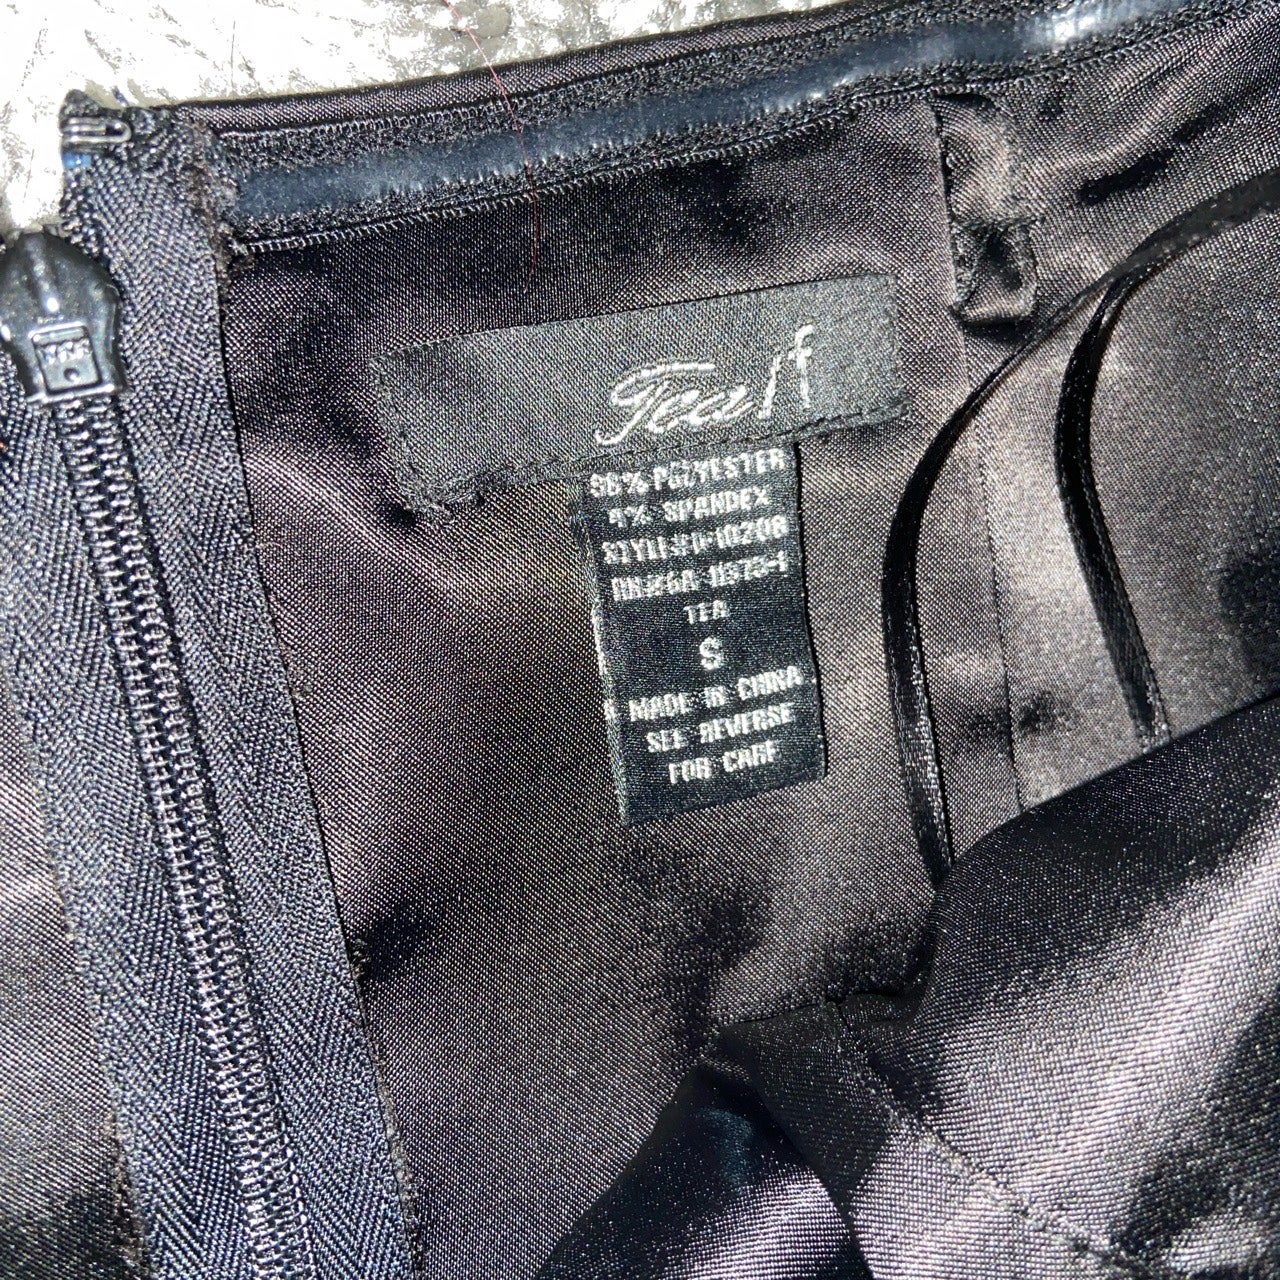 Tea/f
96% POLYESTER
4% SPANDEX
TEA
S
MADE IN CHINA
SEE REVERSE
FOR CARE